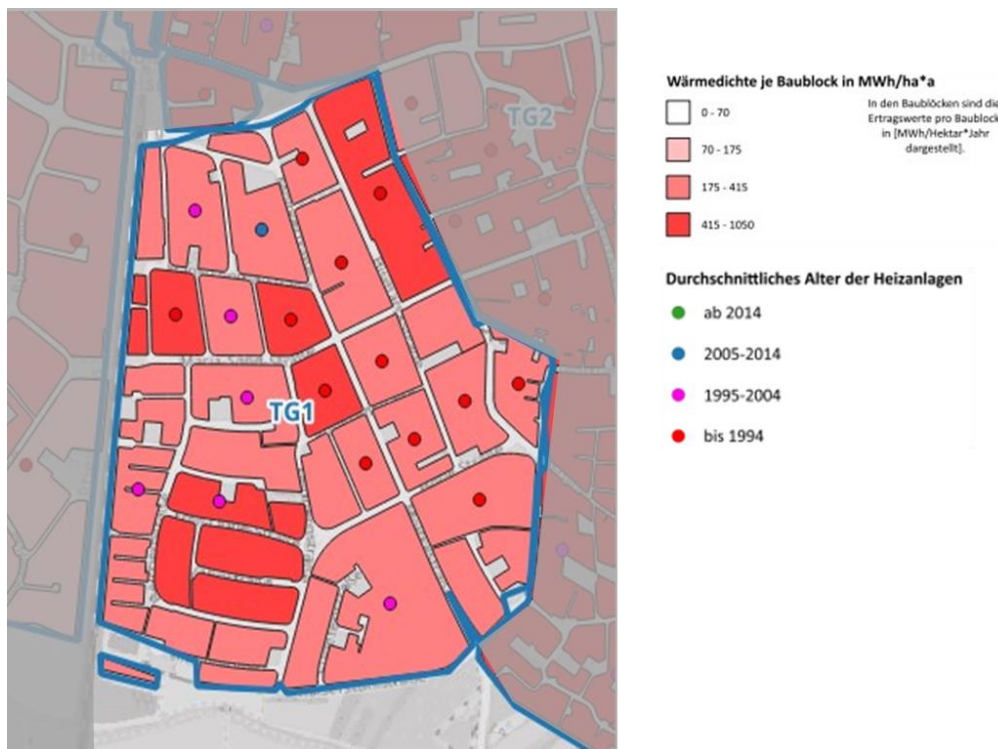 TG2
TG1
Wärmedichte je Baublock in MWh/ha*a
0 - 70
70 - 175
175 - 415
415 - 1050
In den Baublöcken sind die
Ertragswerte pro Baublock
in [MWh/Hektar*Jahr
dargestellt].
Durchschnittliches Alter der Heizanlagen
ab 2014
2005-2014
1995-2004
bis 1994